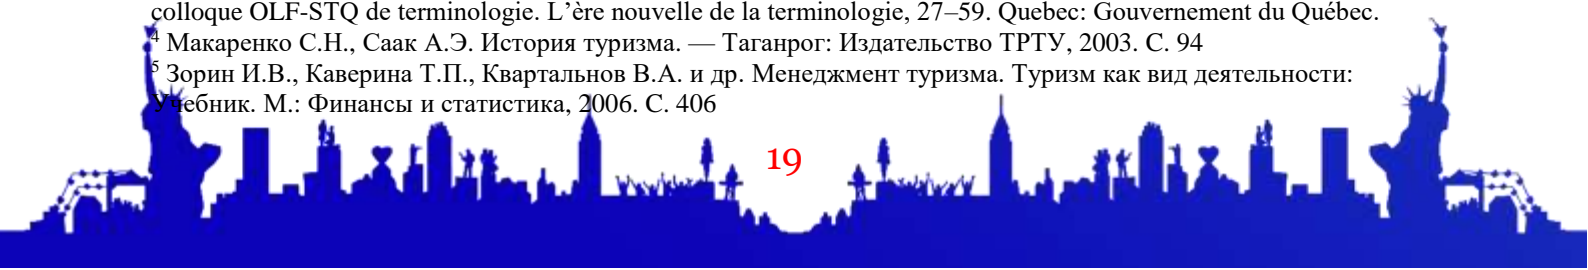 colloque OLF-STQ de terminologie. L’ère nouvelle de la terminologie, 27–59. Quebec: Gouvernement du Québec.
4 Макаренко С.Н., Саак А.Э. История туризма. — Таганрог: Издательство ТРТУ, 2003. С. 94
5 Зорин И.В., Каверина Т.П., Квартальнов В.А. и др. Менеджмент туризма. Туризм как вид деятельности:
Учебник. М.: Финансы и статистика, 2006. С. 406
19